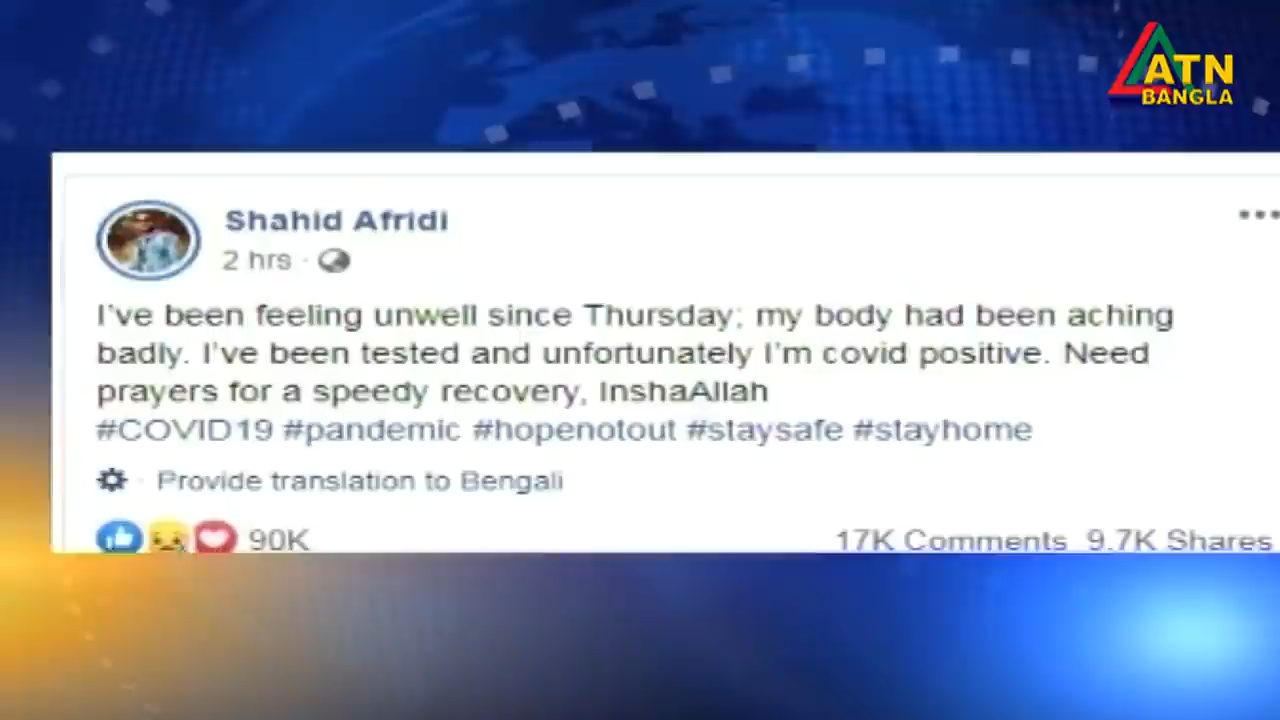 ATN
BANGLA
Shahid Afridi
2 hrs ·
I've been feeling unwell since Thursday; my body had been aching
badly. I've been tested and unfortunately I'm covid positive. Need
prayers for a speedy recovery, InshaAllah
#COVID19 #pandemic #hopenotout #staysafe #stayhome
· Provide translation to Bengali
90K 17K Comments 9.7K Shares